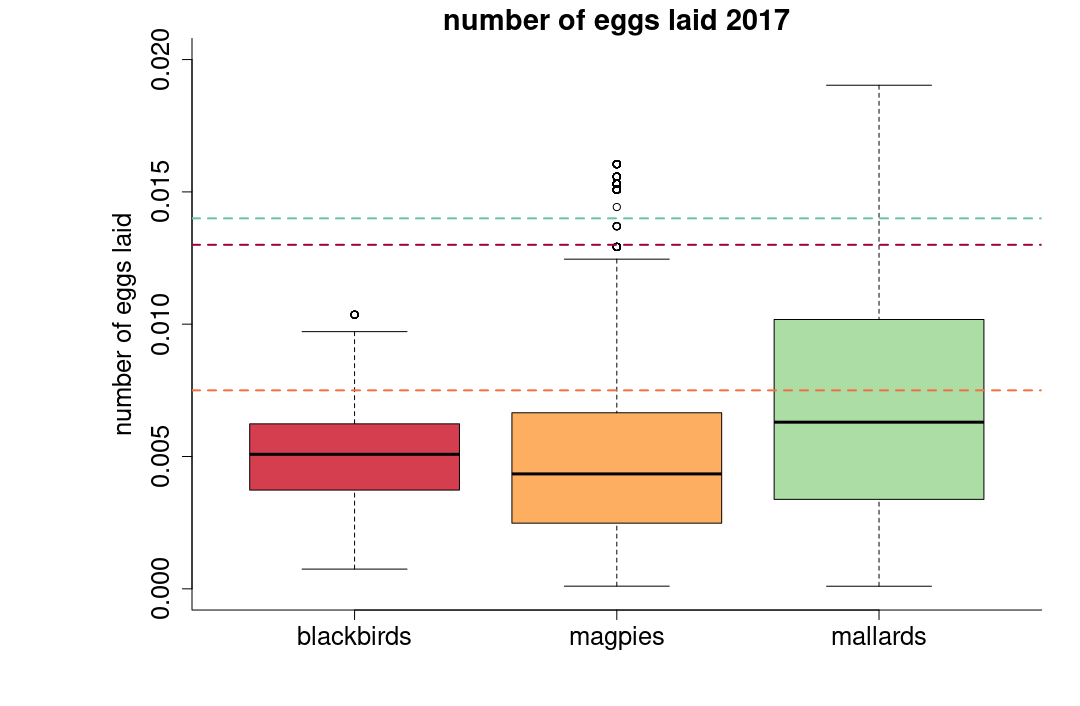 number of eggs laid 2017
number of eggs laid
0.020
0.015
0.010
0.005
0.000
blackbirds magpies mallards